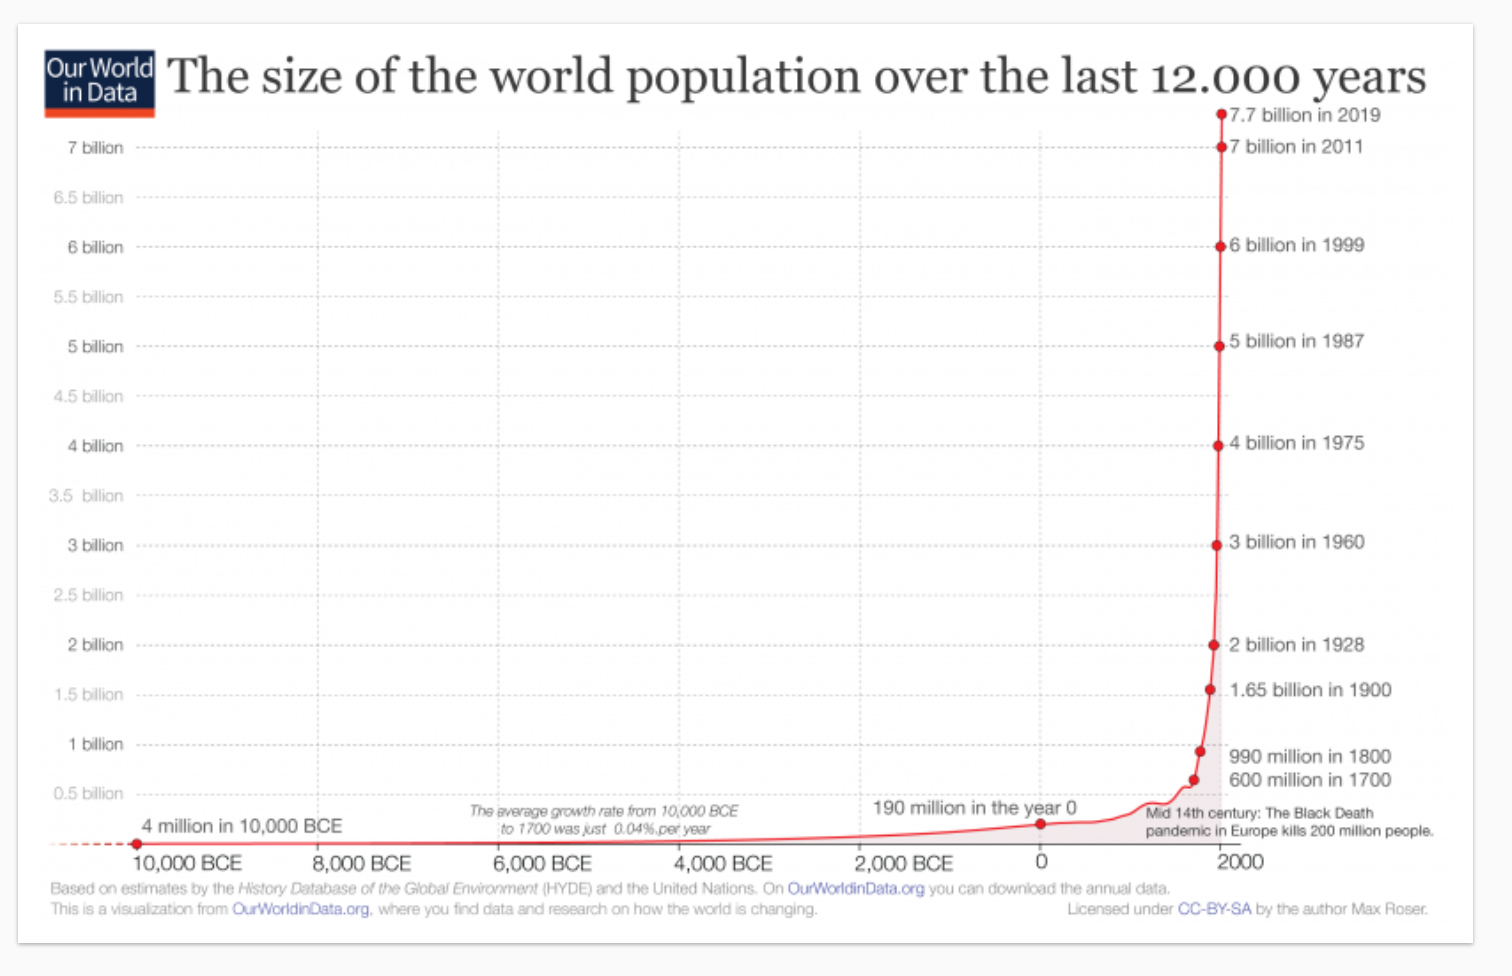 Our World
in Data
The size of the world population over the last 12.000 years
7.7 billion in 2019
7 billion
7 billion in 2011
6.5 billion
6 billion
6 billion in 1999
5.5 billion
5 billion
5 billion in 1987
4.5 billion
4 billion
4 billion in 1975
3.5 billion
3 billion
3 billion in 1960
2.5 billion
2 billion
2 billion in 1928
1.5 billion
1.65 billion in 1900
1 billion
990 million in 1800
600 million in 1700
0.5 billion
4 million in 10,000 BCE
The average growth rate from 10,000 BCE
to 1700 was just 0.04% per year
190 million in the year 0
Mid 14th century: The Black Death
pandemic in Europe kills 200 million people.
10,000 BCE
8,000 BCE
6,000 BCE
4,000 BCE
2,000 BCE
0
2000
Based on estimates by the History Database of the Global Environment (HYDE) and the United Nations. On OurWorldinData.org you can download the annual data.
This is a visualization from OurWorldinData.org, where you find data and research on how the world is changing.
Licensed under CC-BY-SA by the author Max Roser.